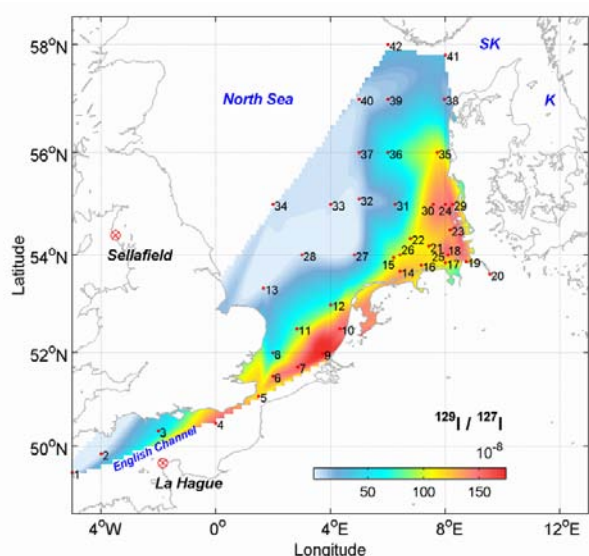 58°N
42
SK
41
North Sea
40
39
38
K
56°N
37
36
35
34
33
32
31
30
24
29
Sellafield
22
23
28
27
26
21
18
15
25
54°N
14
16
17
19
20
13
12
11
10
52°N
8
9
6
7
5
3
4
129I / 127I
50°N
2
English Channel
10-8
1
La Hague
50
100
150
4°W
0°
4°E
8°E
12°E
Longitude
Latitude